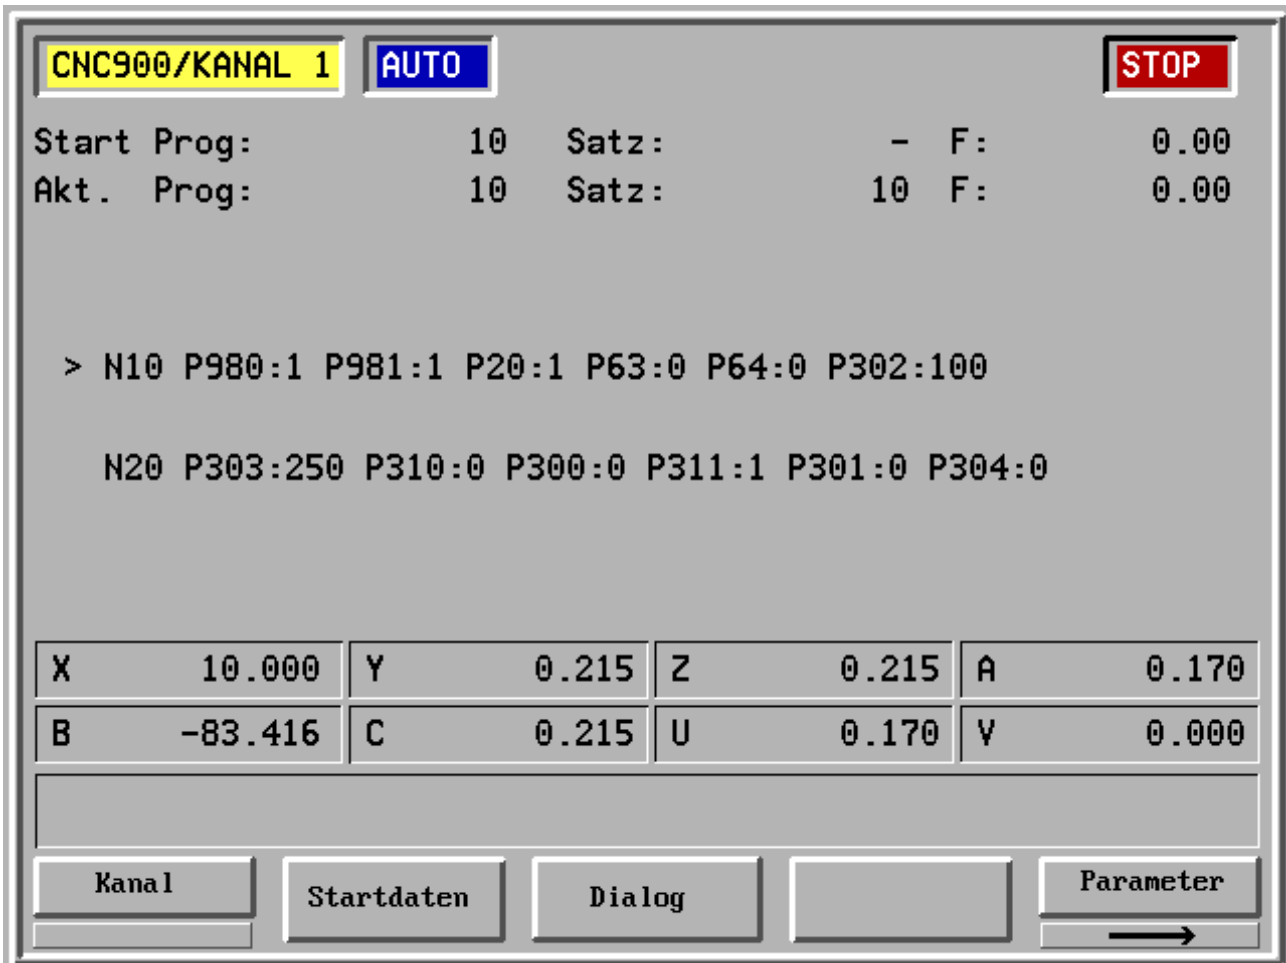 CNC900/KANAL 1 AUTO STOP
Start Prog: 10 Satz: - F: 0.00
Akt. Prog: 10 Satz: 10 F: 0.00
> N10 P980:1 P981:1 P20:1 P63:0 P64:0 P302:100
N20 P303:250 P310:0 P300:0 P311:1 P301:0 P304:0
X 10.000 Y 0.215 Z 0.215 A 0.170
B -83.416 C 0.215 U 0.170 V 0.000
Kanal Startdaten Dialog Parameter